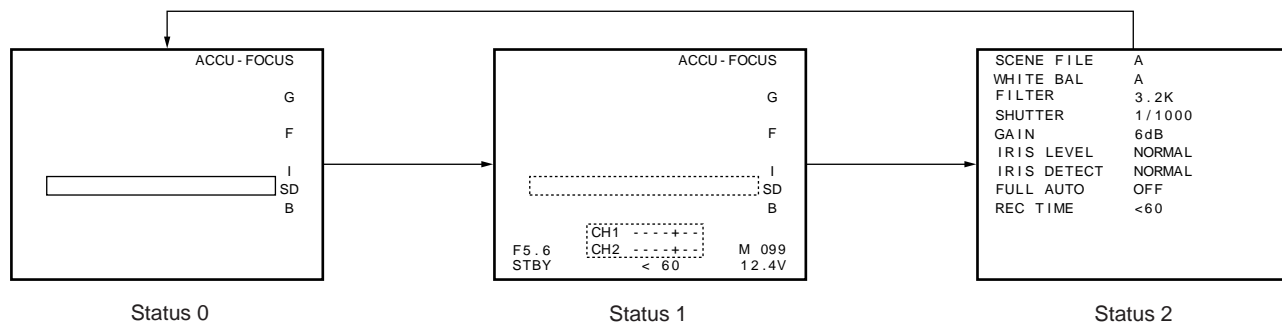 ACCU-FOCUS
G
F
I
SD
B
Status 0
ACCU-FOCUS
G
F
I
SD
B
CH1 ----+--
F5.6 CH2 ----+-- M 099
STBY < 60 12.4V
Status 1
SCENE FILE A
WHITE BAL A
FILTER 3.2K
SHUTTER 1/1000
GAIN 6dB
IRIS LEVEL NORMAL
IRIS DETECT NORMAL
FULL AUTO OFF
REC TIME <60
Status 2